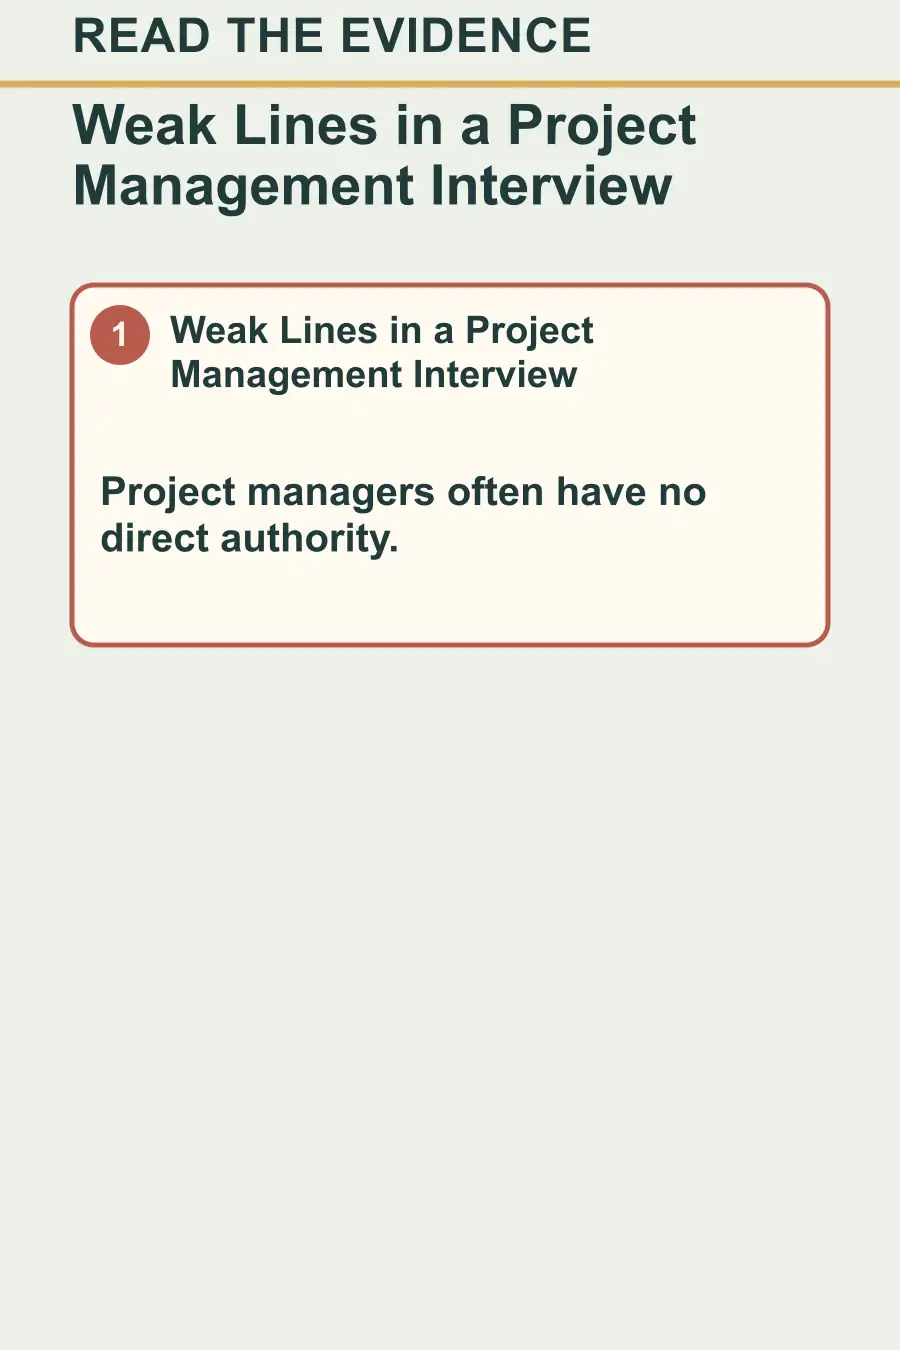 READ THE EVIDENCE
Weak Lines in a Project
Management Interview
1
Weak Lines in a Project
Management Interview
Project managers often have no
direct authority.